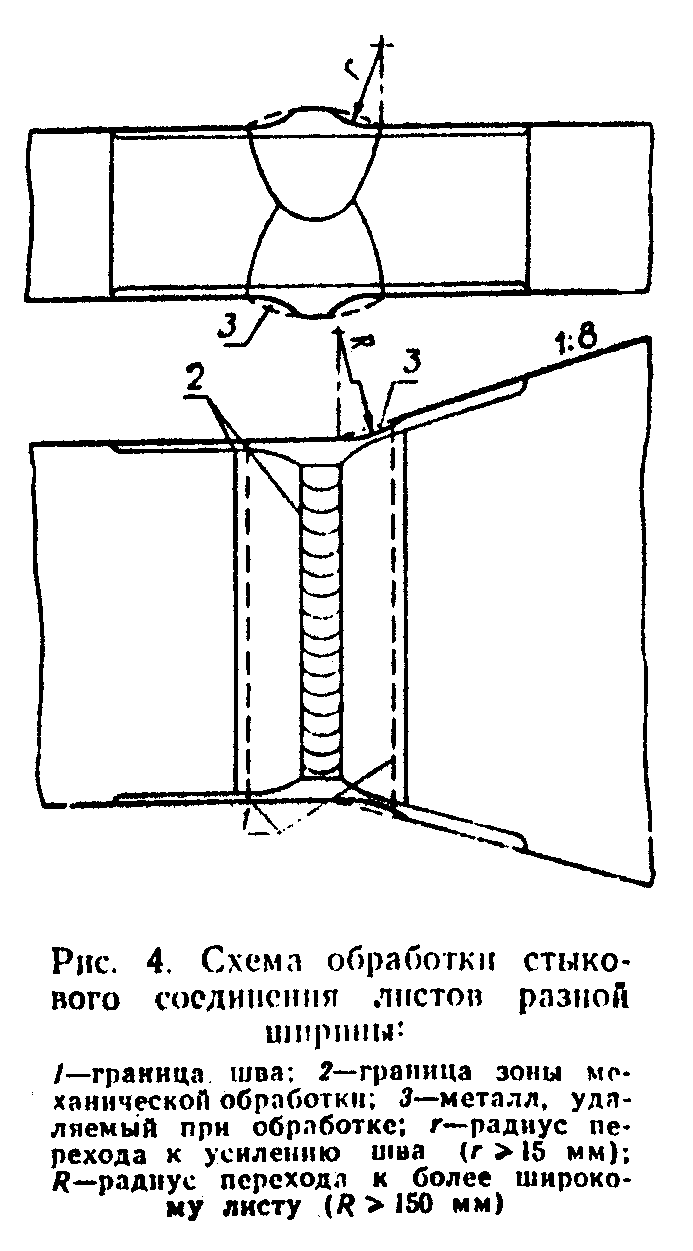 r
3
R
1:8
2
3
1
Рис. 4. Схема обработки стыко-
вого соединения листов разной
ширины:
1—граница шва; 2—граница зоны ме-
ханической обработки; 3—металл, уда-
ляемый при обработке; r—радиус пе-
рехода к усилению шва (r > 15 мм);
R—радиус перехода к более широко-
му листу (R > 150 мм)